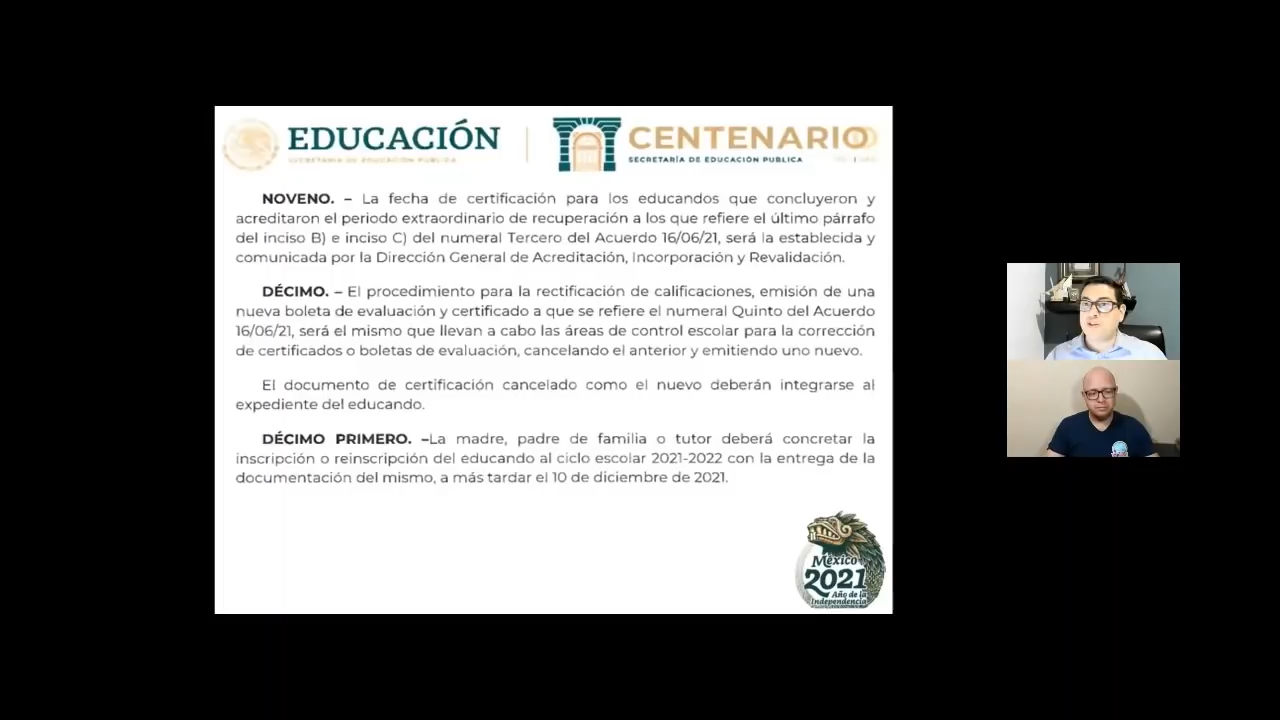 EDUCACIÓN
SECRETARÍA DE EDUCACIÓN PÚBLICA
CENTENARIO
SECRETARÍA DE EDUCACIÓN PUBLICA
NOVENO. – La fecha de certificación para los educandos que concluyeron y
acreditaron el periodo extraordinario de recuperación a los que refiere el último párrafo
del inciso B) e inciso C) del numeral Tercero del Acuerdo 16/06/21, será la establecida y
comunicada por la Dirección General de Acreditación, Incorporación y Revalidación.
DÉCIMO. – El procedimiento para la rectificación de calificaciones, emisión de una
nueva boleta de evaluación y certificado a que se refiere el numeral Quinto del Acuerdo
16/06/21, será el mismo que llevan a cabo las áreas de control escolar para la corrección
de certificados o boletas de evaluación, cancelando el anterior y emitiendo uno nuevo.
El documento de certificación cancelado como el nuevo deberán integrarse al
expediente del educando.
DÉCIMO PRIMERO. –La madre, padre de familia o tutor deberá concretar la
inscripción o reinscripción del educando al ciclo escolar 2021-2022 con la entrega de la
documentación del mismo, a más tardar el 10 de diciembre de 2021.
México
2021
Año de la
Independencia